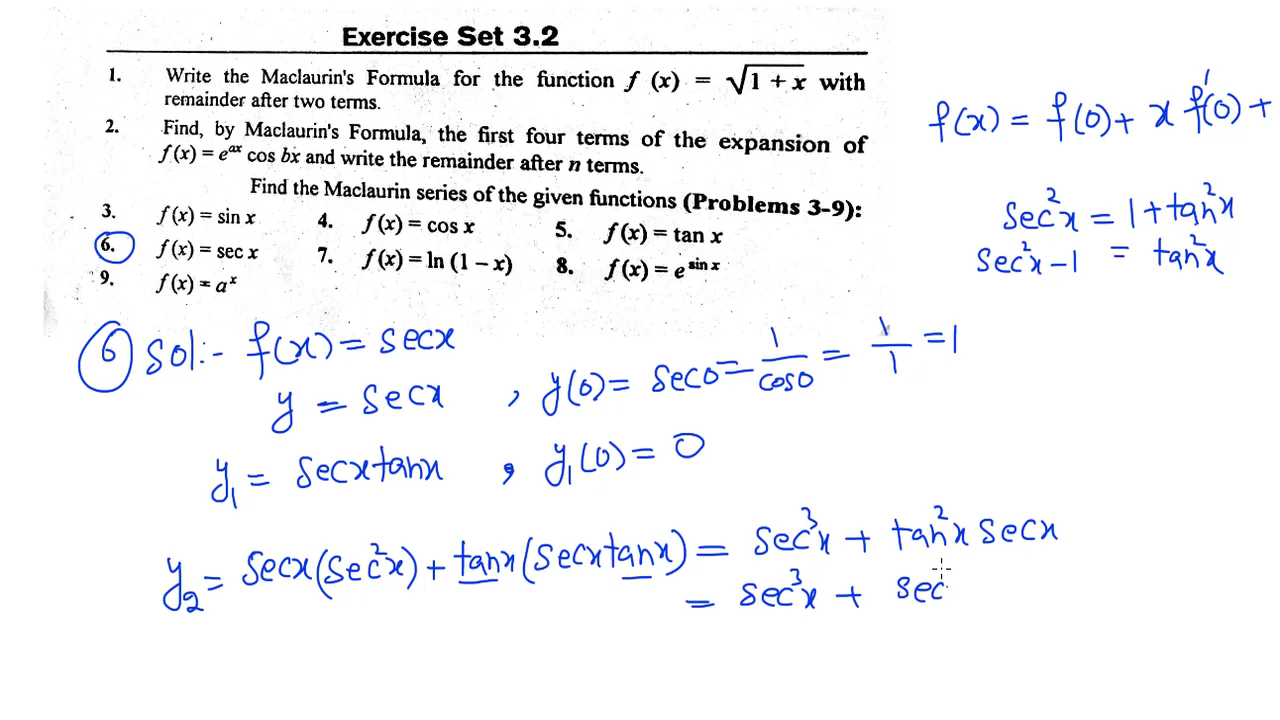 Exercise Set 3.2
1. Write the Maclaurin's Formula for the function f (x) = √1 + x with
remainder after two terms.
2. Find, by Maclaurin's Formula, the first four terms of the expansion of
f(x) = e^ax cos bx and write the remainder after n terms.
Find the Maclaurin series of the given functions (Problems 3-9):
3. f(x) = sin x 4. f(x) = cos x 5. f(x) = tan x
6. f(x) = sec x 7. f(x) = ln (1 − x) 8. f(x) = e^sin x
9. f(x) = a^x
f(x) = f(0) + x f'(0) +
sec²x = 1 + tan²x
sec²x − 1 = tan²x
6 Sol:- f(x) = secx
y = secx , y(0) = sec0 = 1/cos0 = 1/1 = 1
y₁ = secxtanx , y₁(0) = 0
y₂ = secx(sec²x) + tanx(secxtanx) = sec³x + tan²x secx
= sec³x + sec